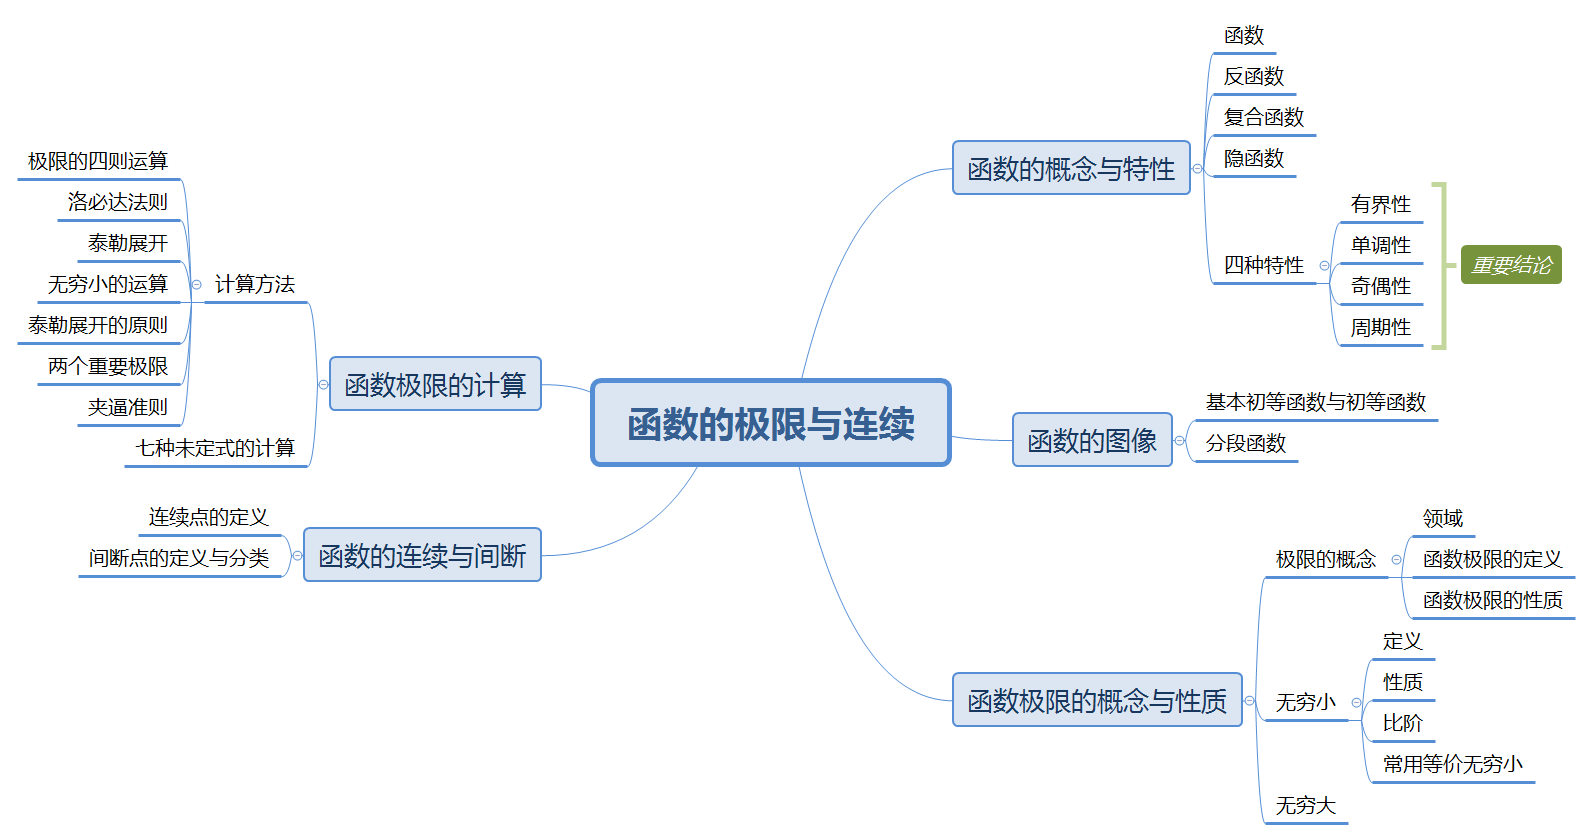 函数的极限与连续
函数的概念与特性
函数
反函数
复合函数
隐函数
四种特性
有界性
单调性
奇偶性
周期性
重要结论
函数的图像
基本初等函数与初等函数
分段函数
函数极限的概念与性质
极限的概念
领域
函数极限的定义
函数极限的性质
无穷小
定义
性质
比阶
常用等价无穷小
无穷大
函数极限的计算
计算方法
极限的四则运算
洛必达法则
泰勒展开
无穷小的运算
泰勒展开的原则
两个重要极限
夹逼准则
七种未定式的计算
函数的连续与间断
连续点的定义
间断点的定义与分类